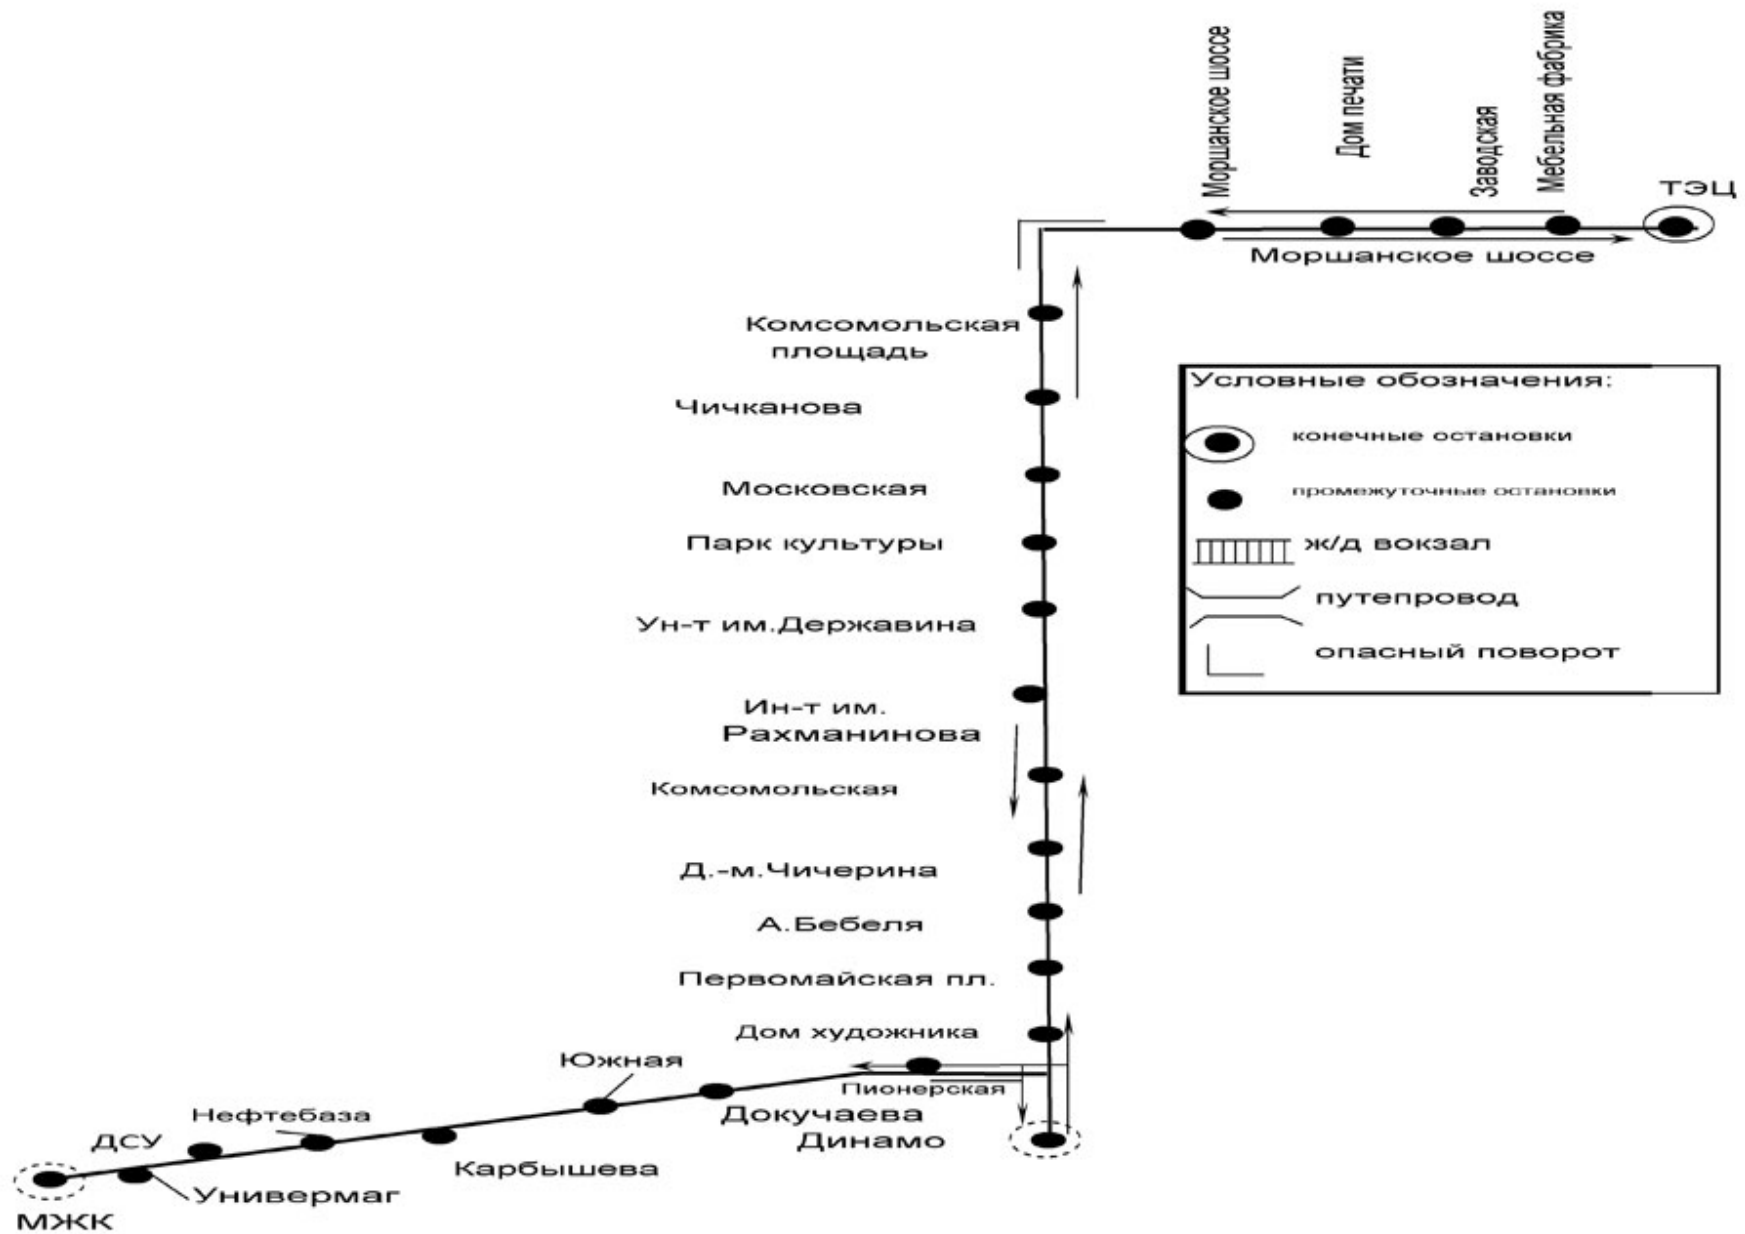 Моршанское шоссе
Дом печати
Заводская
Мебельная фабрика
ТЭЦ
Моршанское шоссе
Комсомольская
площадь
Чичканова
Московская
Парк культуры
Ун-т им.Державина
Ин-т им.
Рахманинова
Комсомольская
Д.-м.Чичерина
А.Бебеля
Первомайская пл.
Дом художника
Пионерская
Южная
Докучаева
Динамо
Нефтебаза
ДСУ
Карбышева
Универмаг
МЖК
Условные обозначения:
конечные остановки
промежуточные остановки
ж/д вокзал
путепровод
опасный поворот